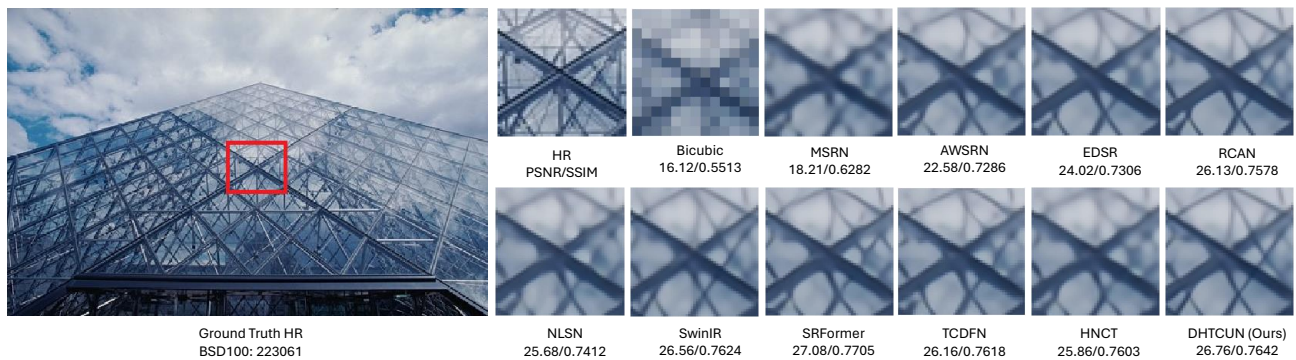 HR
PSNR/SSIM
Bicubic
16.12/0.5513
MSRN
18.21/0.6282
AWSRN
22.58/0.7286
EDSR
24.02/0.7306
RCAN
26.13/0.7578
Ground Truth HR
BSD100: 223061
NLSN
25.68/0.7412
SwinIR
26.56/0.7624
SRFormer
27.08/0.7705
TCDFN
26.16/0.7618
HNCT
25.86/0.7603
DHTCUN (Ours)
26.76/0.7642